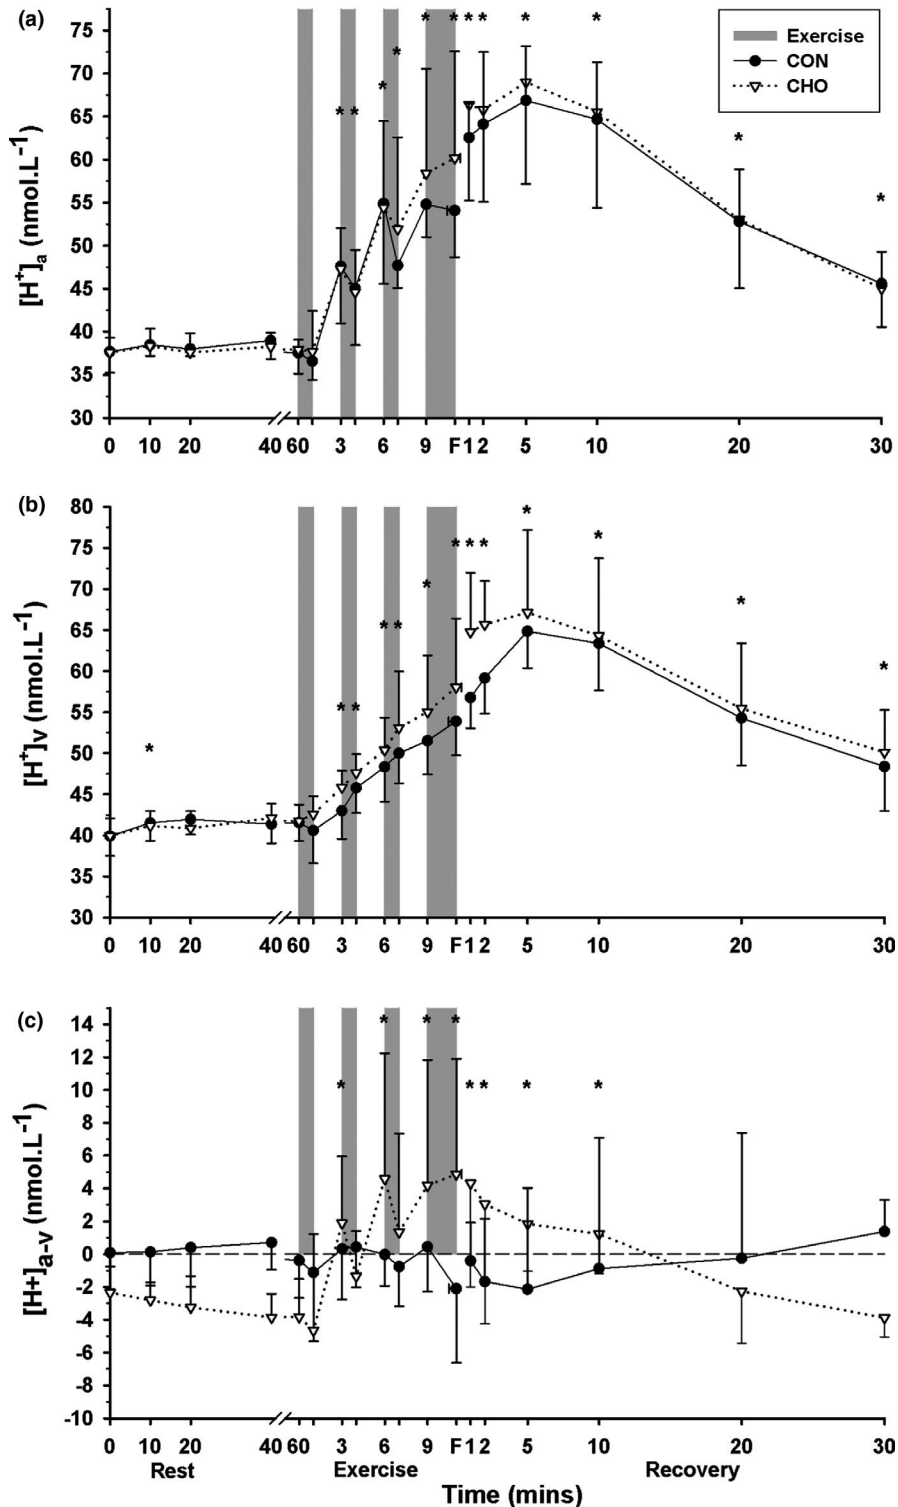 (a)
75
70
65
60
55
50
45
40
35
30
[H⁺]ₐ (nmol.L⁻¹)
* * * * * * * * * * * *
Exercise
CON
CHO
0 10 20 40 60 3 6 9 F 1 2 5 10 20 30
(b)
80
75
70
65
60
55
50
45
40
35
30
[H⁺]v (nmol.L⁻¹)
* * * * * * * * * * * * *
0 10 20 40 60 3 6 9 F 1 2 5 10 20 30
(c)
14
12
10
8
6
4
2
0
-2
-4
-6
-8
-10
[H+]a-v (nmol.L⁻¹)
* * * * * * * *
0 10 20 40 60 3 6 9 F 1 2 5 10 20 30
Rest Exercise Recovery
Time (mins)